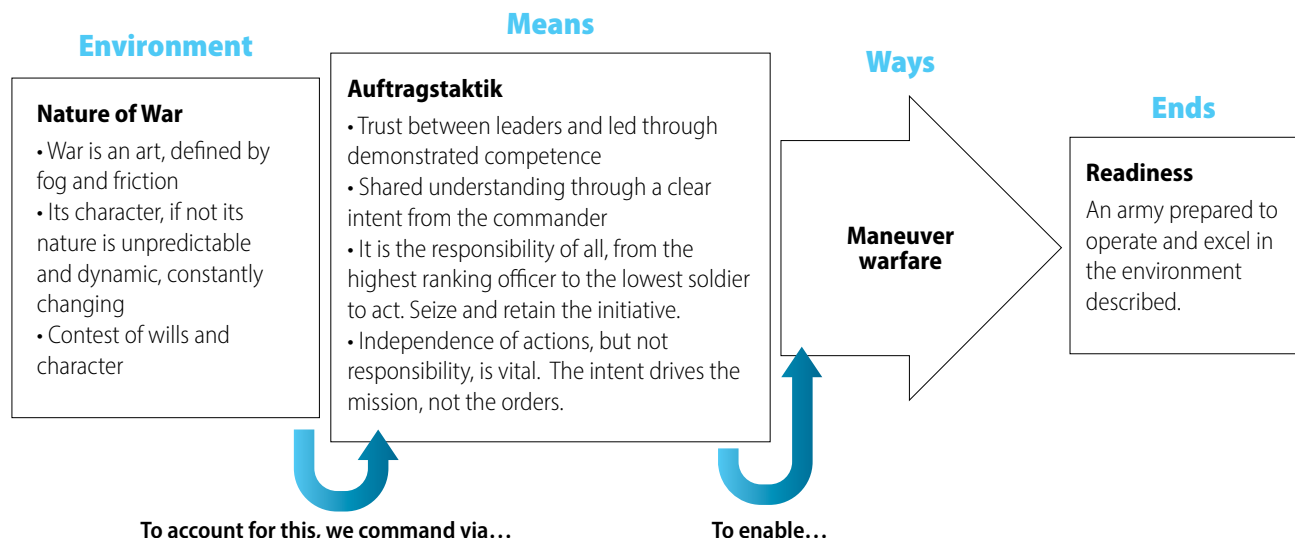 Environment
Nature of War
• War is an art, defined by
fog and friction
• Its character, if not its
nature is unpredictable
and dynamic, constantly
changing
• Contest of wills and
character
Means
Auftragstaktik
• Trust between leaders and led through
demonstrated competence
• Shared understanding through a clear
intent from the commander
• It is the responsibility of all, from the
highest ranking officer to the lowest soldier
to act. Seize and retain the initiative.
• Independence of actions, but not
responsibility, is vital. The intent drives the
mission, not the orders.
Ways
Maneuver
warfare
Ends
Readiness
An army prepared to
operate and excel in
the environment
described.
To account for this, we command via…
To enable…